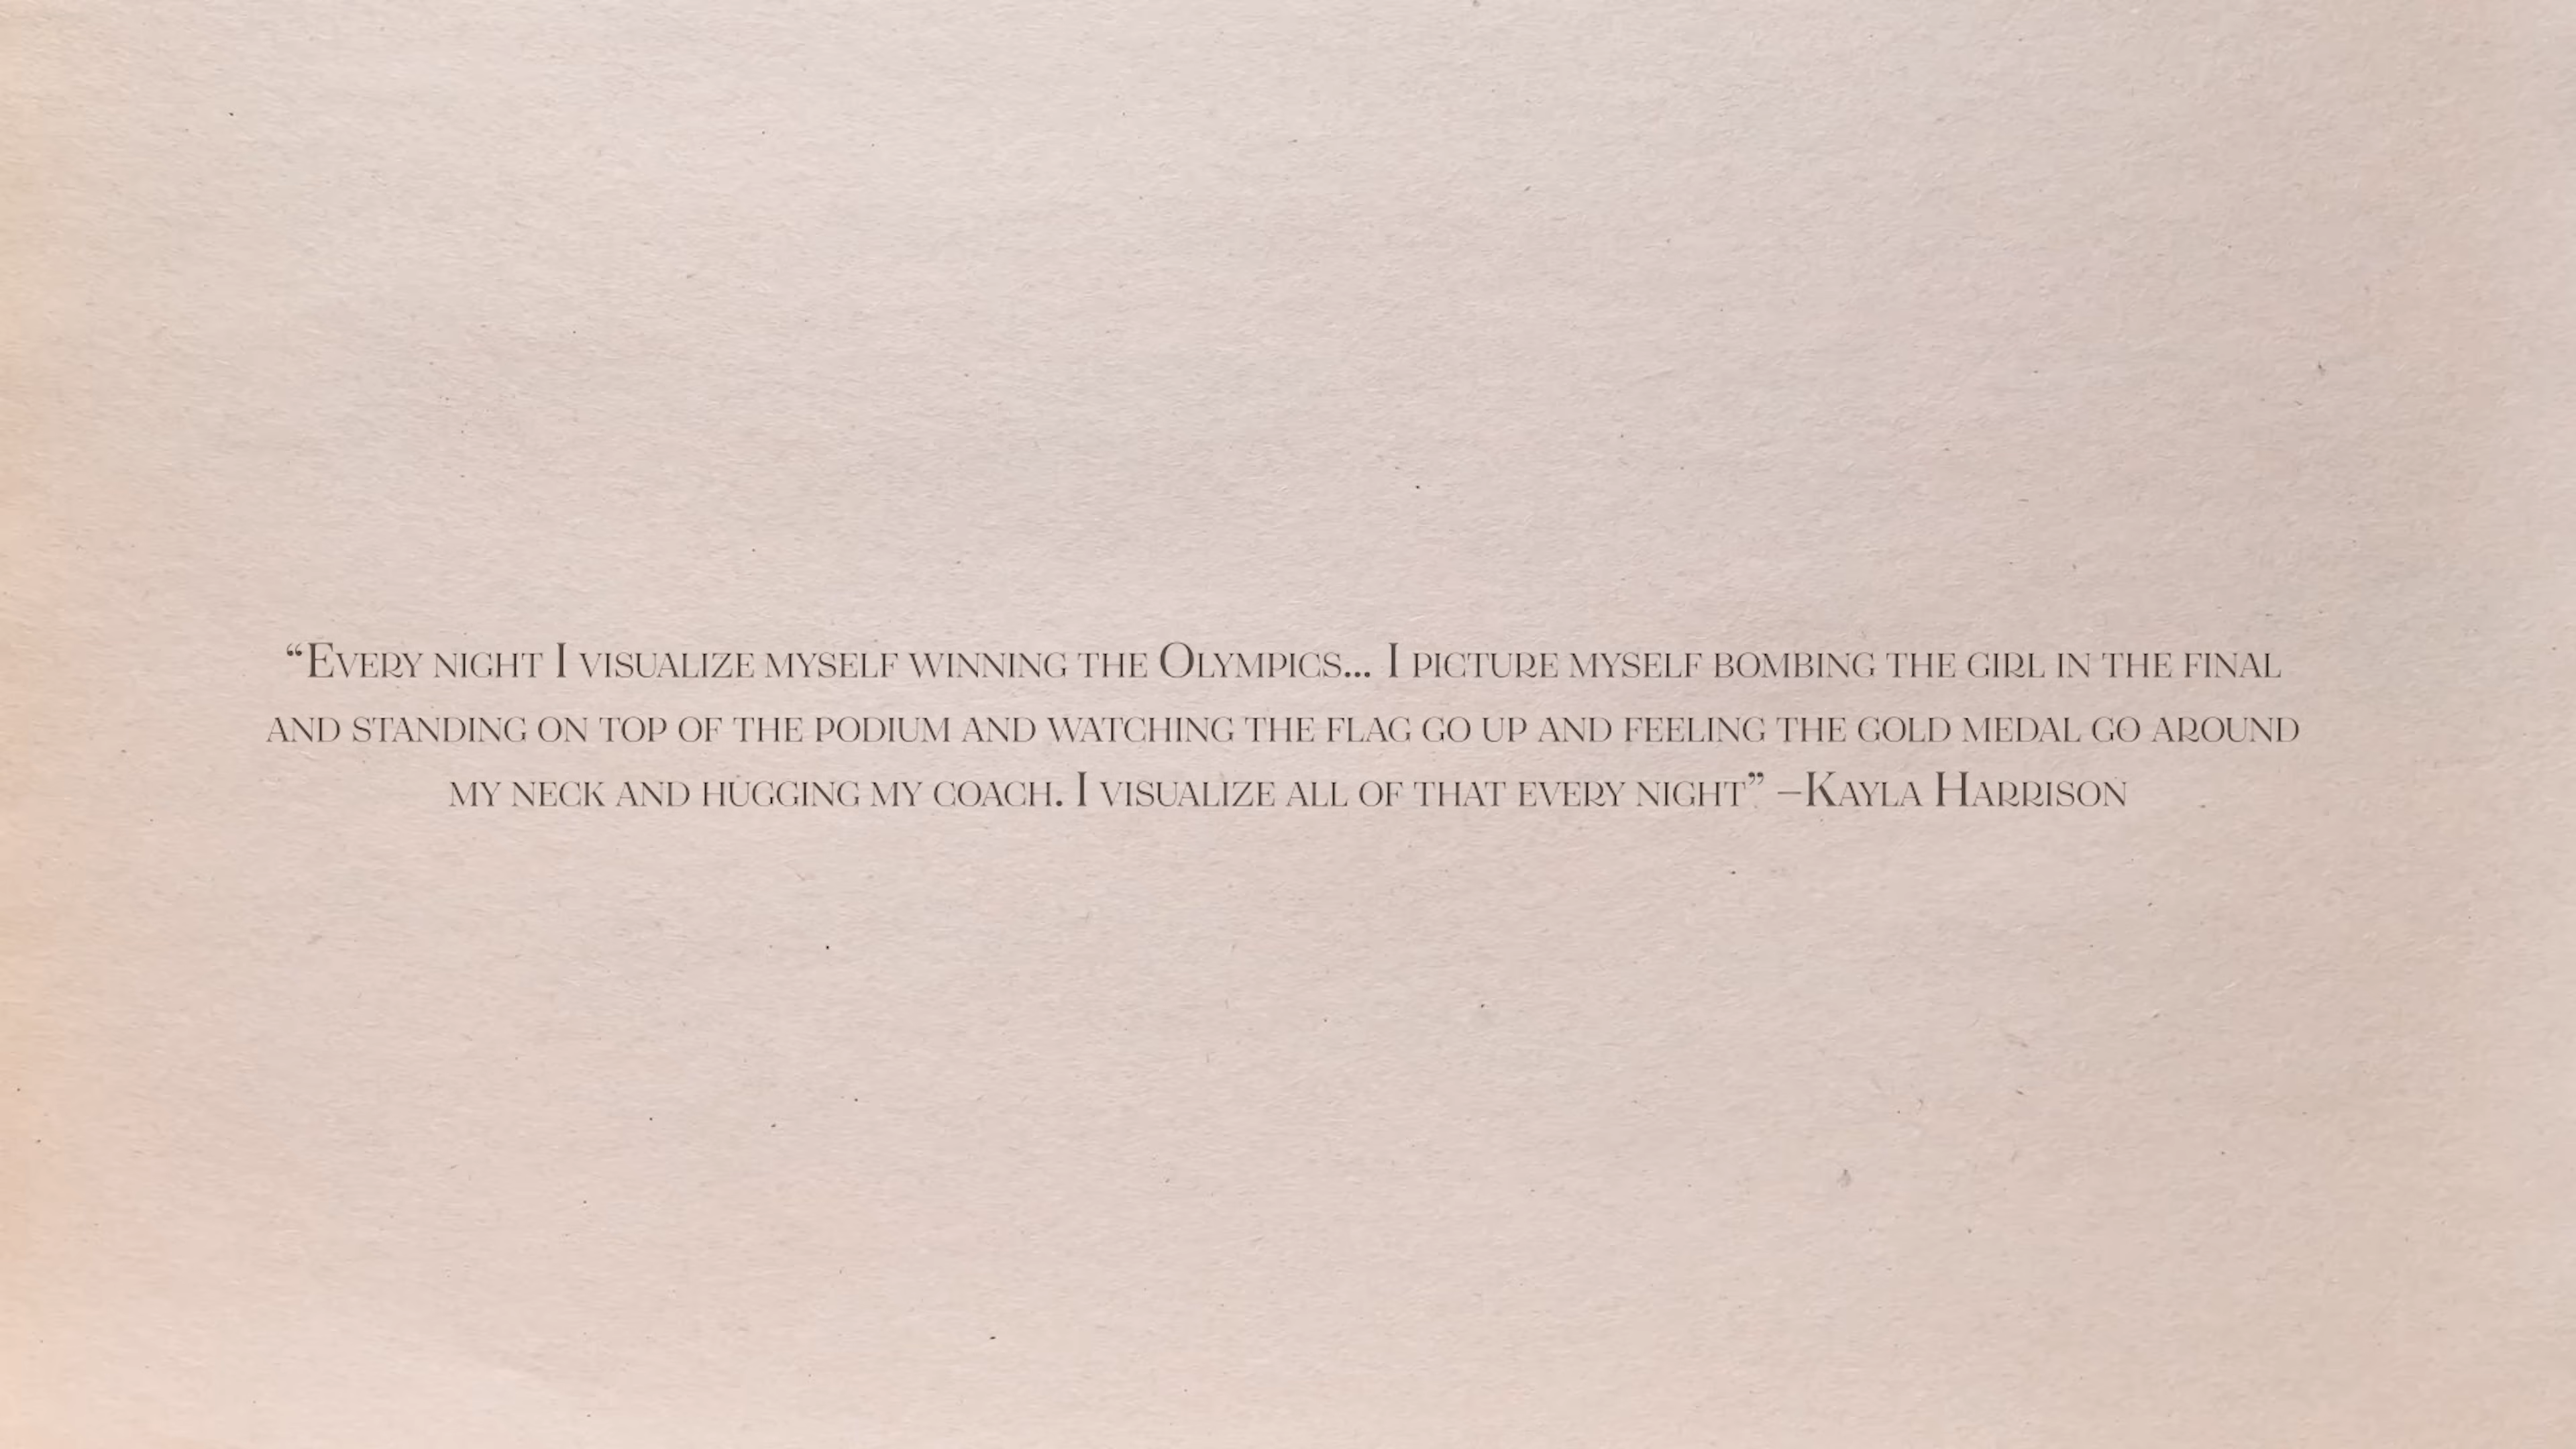 “Every night I visualize myself winning the Olympics... I picture myself bombing the girl in the final
and standing on top of the podium and watching the flag go up and feeling the gold medal go around
my neck and hugging my coach. I visualize all of that every night” –Kayla Harrison